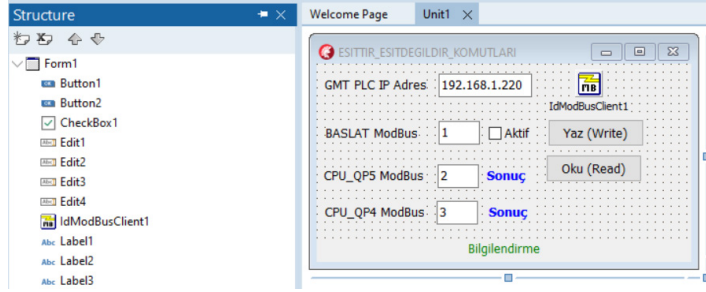 Structure
Form1
Button1
Button2
CheckBox1
Edit1
Edit2
Edit3
Edit4
IdModBusClient1
Label1
Label2
Label3
Welcome Page Unit1
ESITTIR_ESITDEGILDIR_KOMUTLARI
GMT PLC IP Adres 192.168.1.220
MB
IdModBusClient1
BASLAT ModBus 1 Aktif Yaz (Write)
Oku (Read)
CPU_QP5 ModBus 2 Sonuç
CPU_QP4 ModBus 3 Sonuç
Bilgilendirme